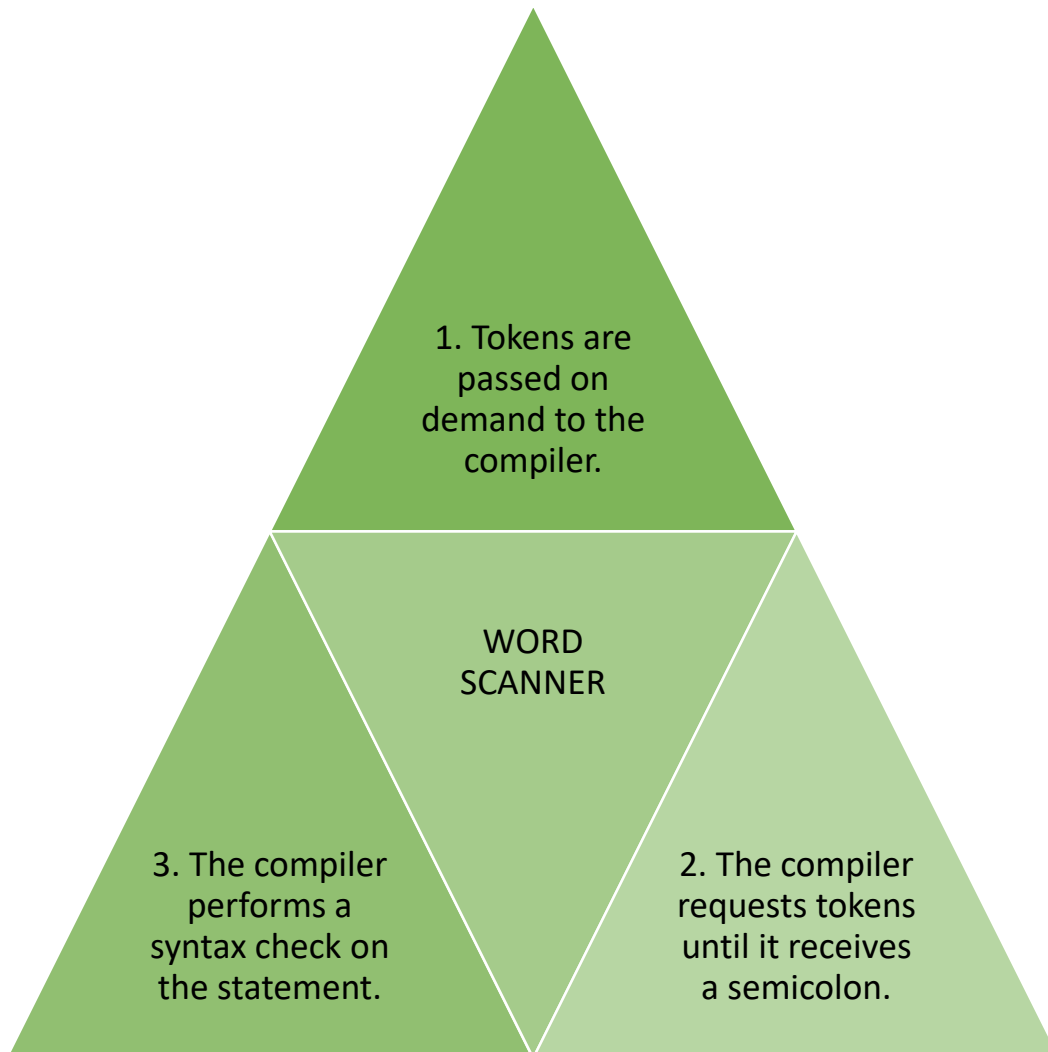 1. Tokens are
passed on
demand to the
compiler.
WORD
SCANNER
3. The compiler
performs a
syntax check on
the statement.
2. The compiler
requests tokens
until it receives
a semicolon.